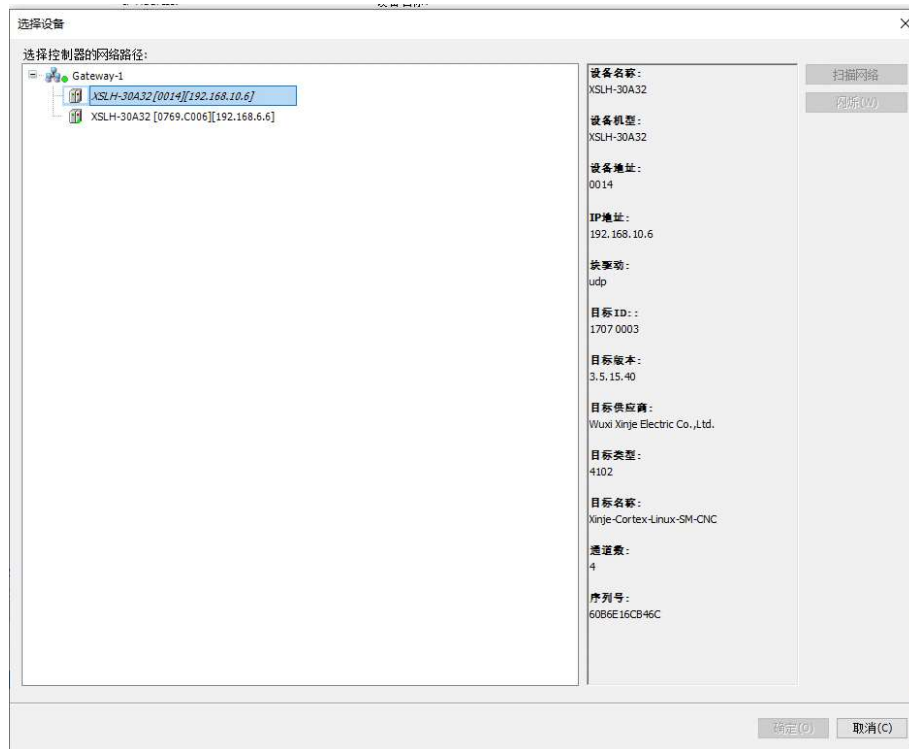 选择设备
选择控制器的网络路径:
Gateway-1
XSLH-30A32 [0014][192.168.10.6]
XSLH-30A32 [0769.C006][192.168.6.6]
设备名称:
XSLH-30A32
设备机型:
XSLH-30A32
设备地址:
0014
IP地址:
192.168.10.6
块驱动:
udp
目标ID::
1707 0003
目标版本:
3.5.15.40
目标供应商:
Wuxi Xinje Electric Co.,Ltd.
目标类型:
4102
目标名称:
Xinje-Cortex-Linux-SM-CNC
通道数:
4
序列号:
60B6E16CB46C
扫描网络
闪烁(W)
确定(O)
取消(C)